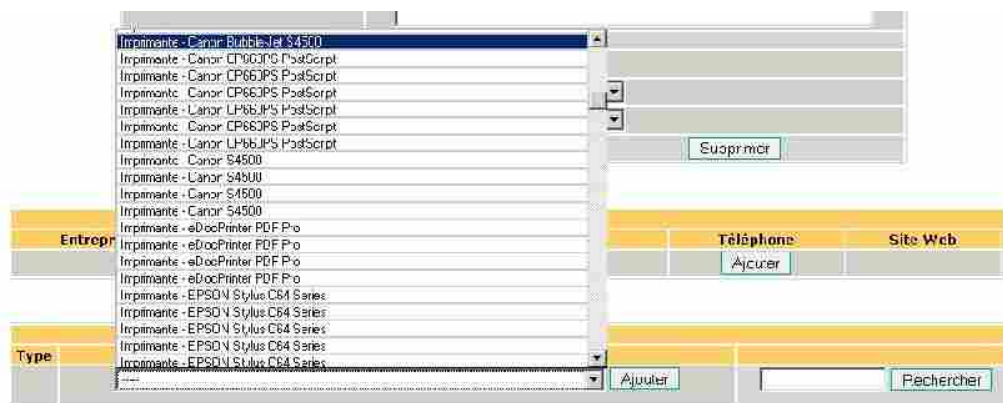 Imprimante - Canon Bubble-Jet S4500
Imprimante - Canon CP660PS PostScript
Imprimante - Canon CP660PS PostScript
Imprimante - Canon CP660PS PostScript
Imprimante - Canon CP660PS PostScript
Imprimante - Canon CP660PS PostScript
Imprimante - Canon CP660PS PostScript
Imprimante - Canon S4500
Imprimante - Canon S4500
Imprimante - Canon S4500
Imprimante - Canon S4500
Imprimante - eDocPrinter PDF Pro
Imprimante - eDocPrinter PDF Pro
Imprimante - eDocPrinter PDF Pro
Imprimante - eDocPrinter PDF Pro
Imprimante - EPSON Stylus C64 Series
Imprimante - EPSON Stylus C64 Series
Imprimante - EPSON Stylus C64 Series
Imprimante - EPSON Stylus C64 Series
Imprimante - EPSON Stylus C64 Series
-----
Supprimer
Entrepr
Téléphone
Site Web
Ajouter
Type
Ajouter
Rechercher